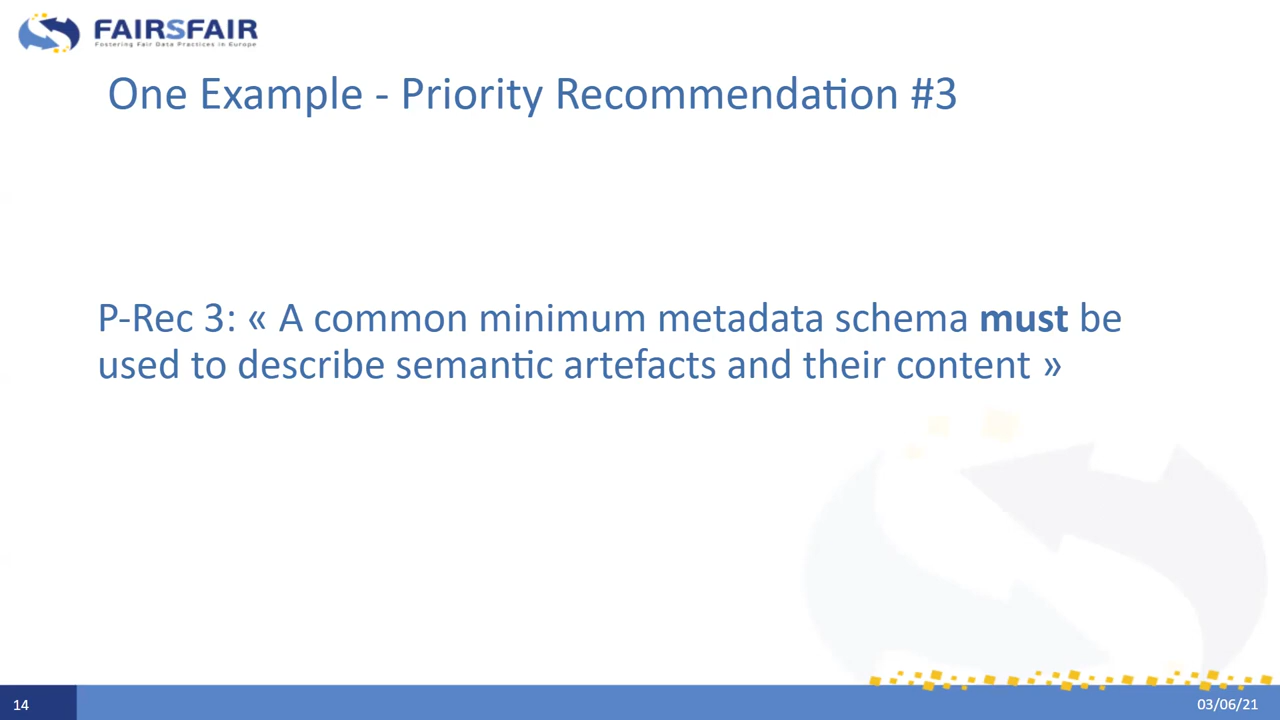 FAIRSFAIR
Fostering Fair Data Practices in Europe
One Example - Priority Recommendation #3
P-Rec 3: « A common minimum metadata schema must be
used to describe semantic artefacts and their content »
14
03/06/21